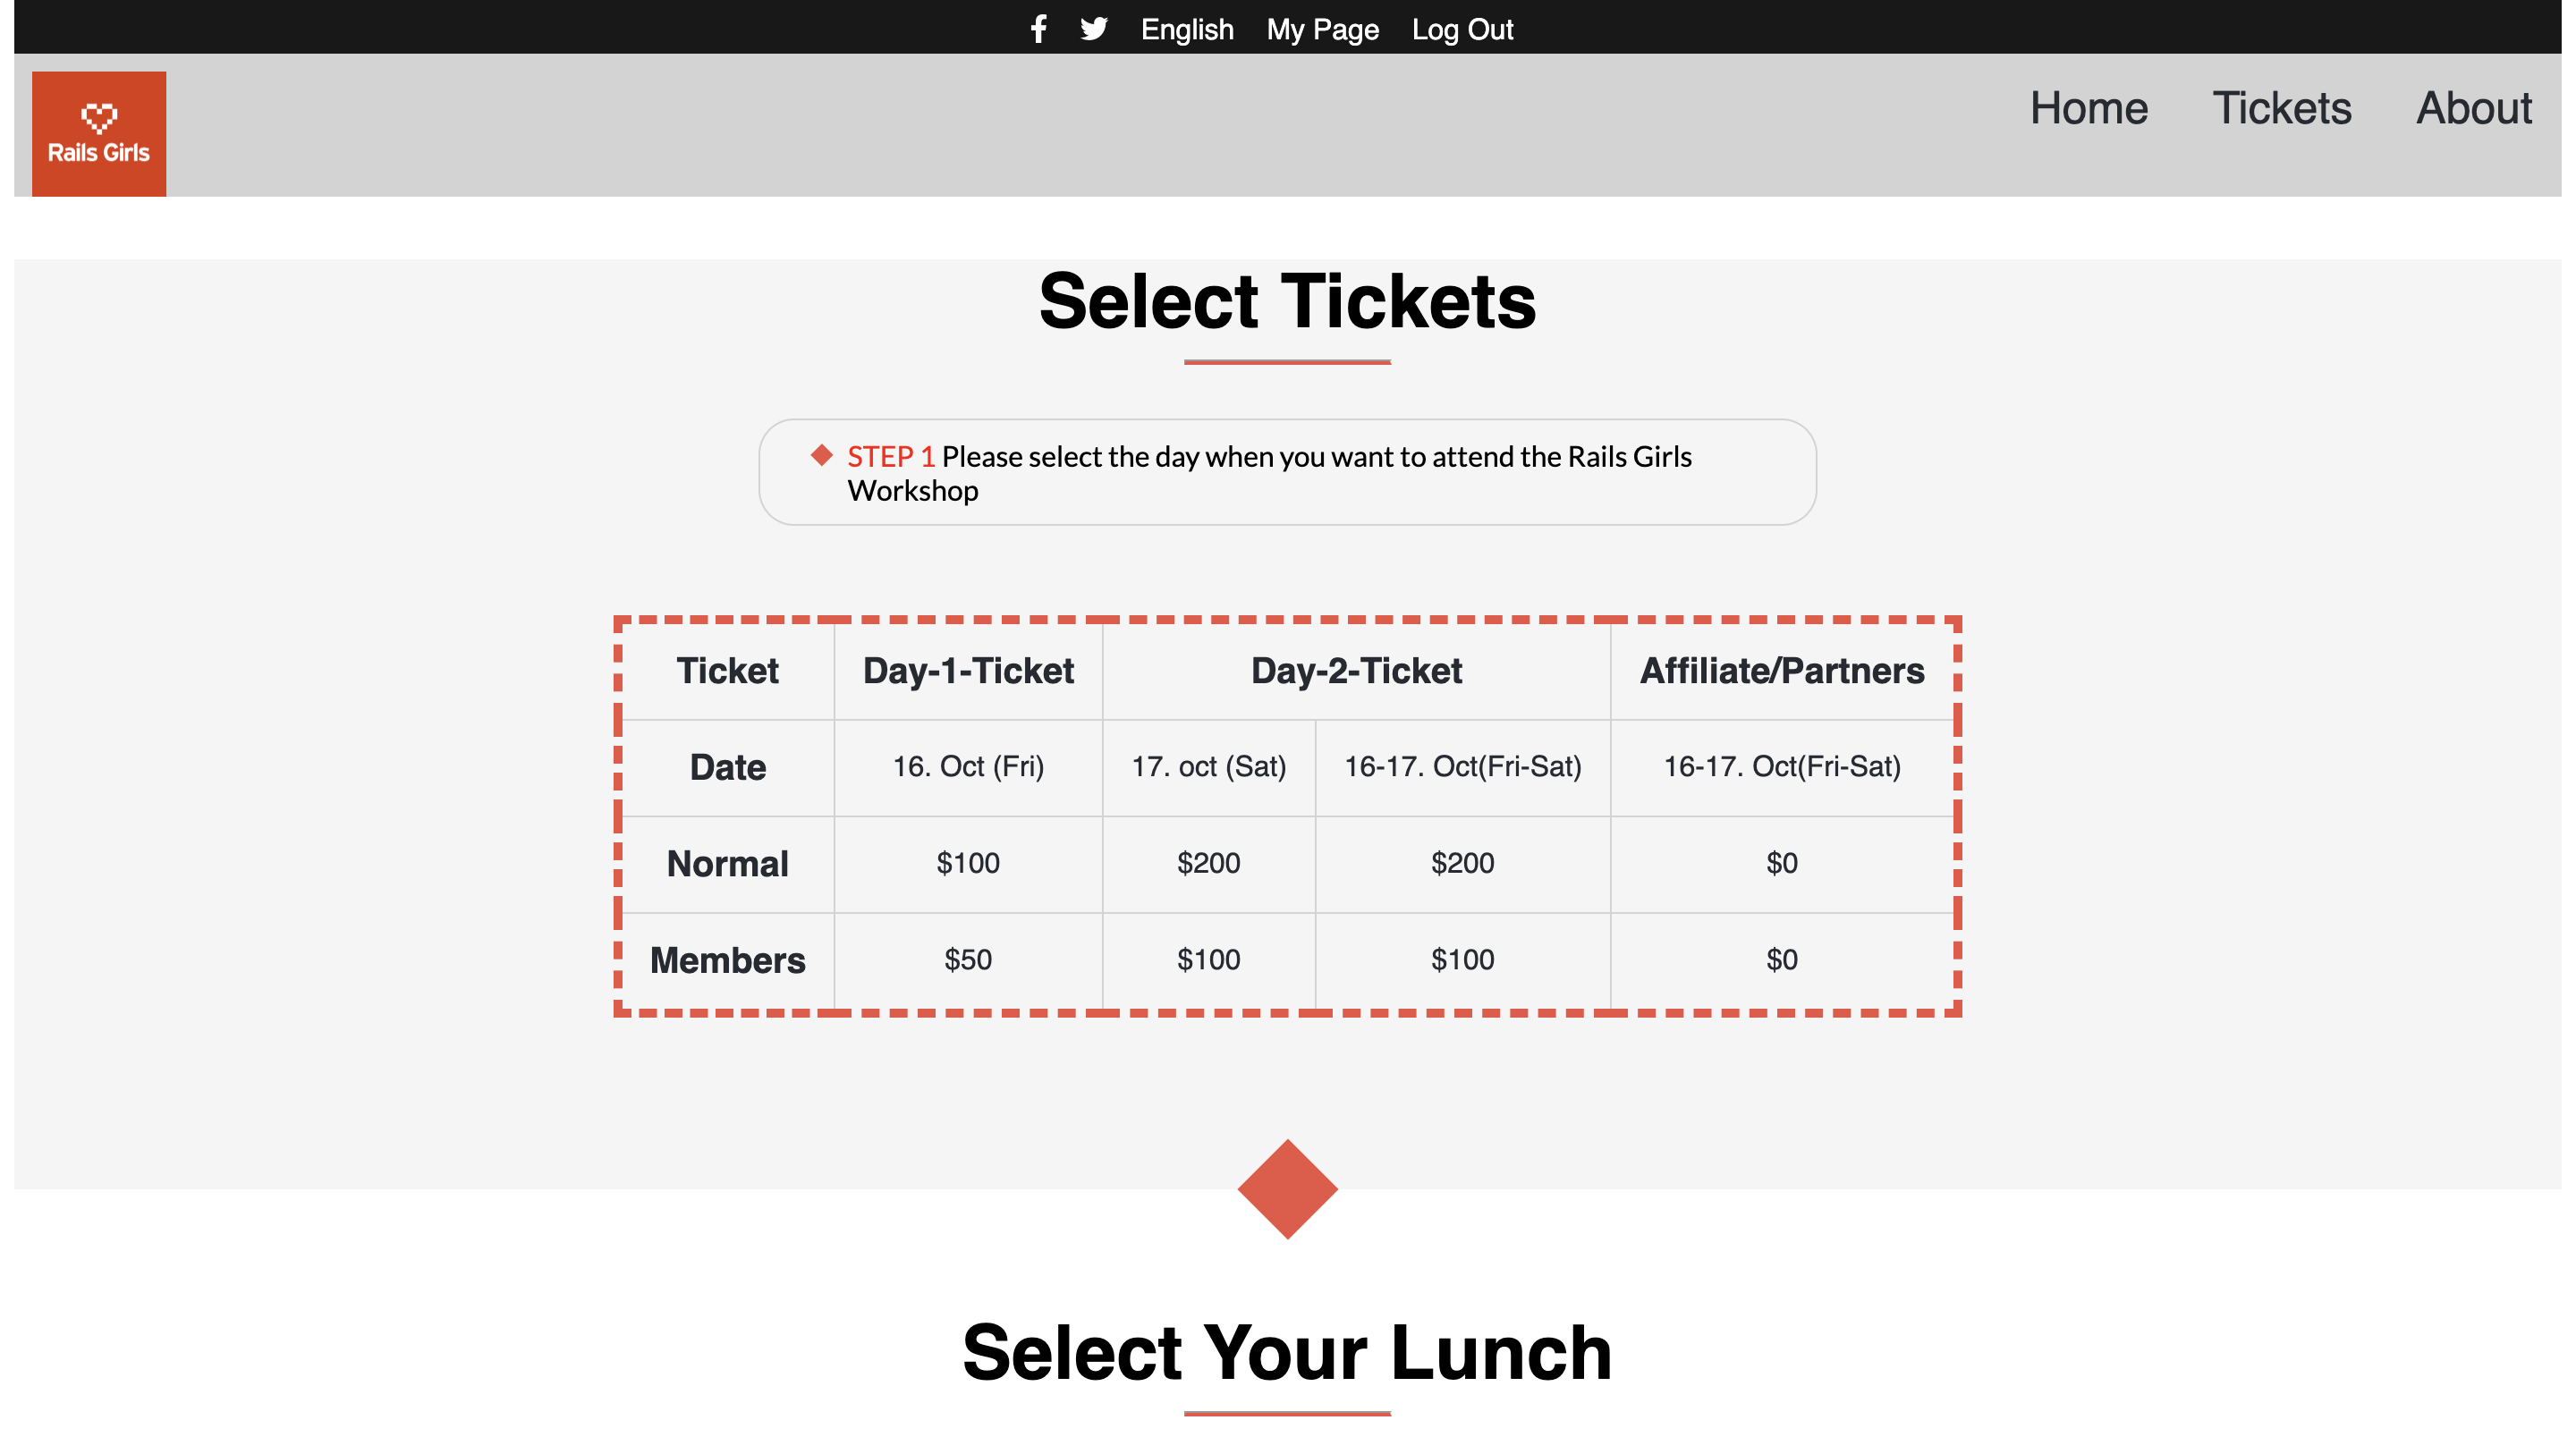 English My Page Log Out
Rails Girls
Home Tickets About
Select Tickets
STEP 1 Please select the day when you want to attend the Rails Girls
Workshop
Ticket Day-1-Ticket Day-2-Ticket Affiliate/Partners
Date 16. Oct (Fri) 17. oct (Sat) 16-17. Oct(Fri-Sat) 16-17. Oct(Fri-Sat)
Normal $100 $200 $200 $0
Members $50 $100 $100 $0
Select Your Lunch